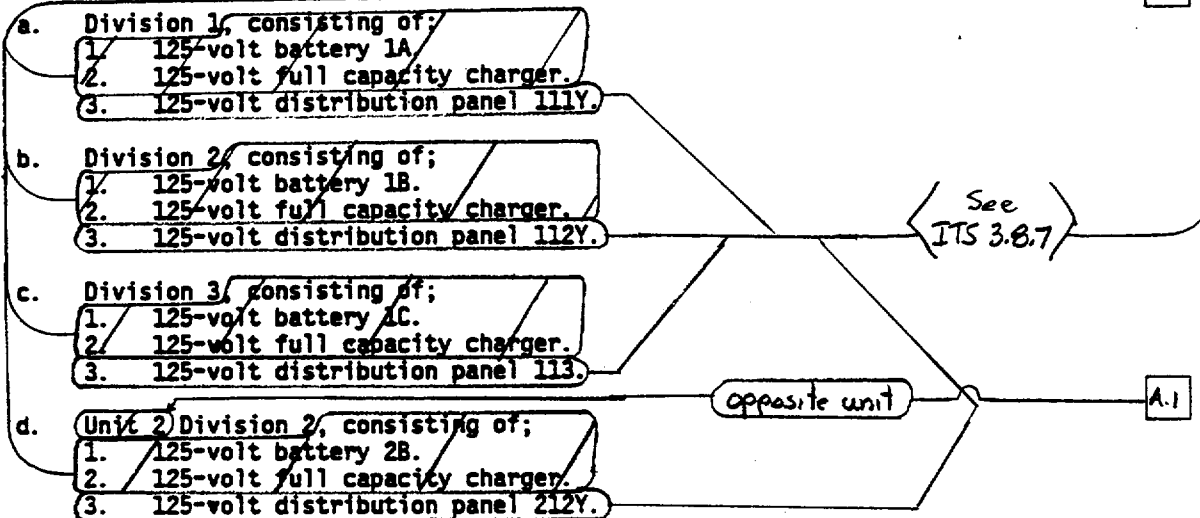 a. Division 1, consisting of;
1. 125-volt battery 1A.
2. 125-volt full capacity charger.
3. 125-volt distribution panel 111Y.
b. Division 2, consisting of;
1. 125-volt battery 1B.
2. 125-volt full capacity charger.
3. 125-volt distribution panel 112Y.
See
ITS 3.8.7
c. Division 3, consisting of;
1. 125-volt battery 1C.
2. 125-volt full capacity charger.
3. 125-volt distribution panel 113.
opposite unit
A.1
d. Unit 2 Division 2, consisting of;
1. 125-volt battery 2B.
2. 125-volt full capacity charger.
3. 125-volt distribution panel 212Y.